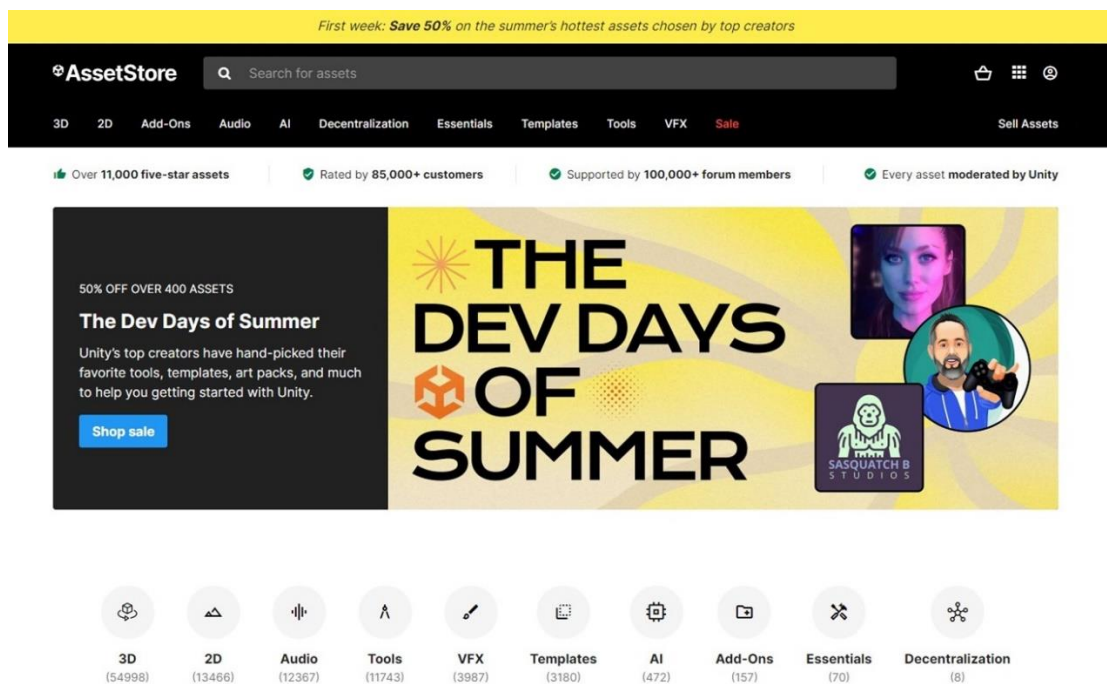 First week: Save 50% on the summer's hottest assets chosen by top creators
AssetStore
Search for assets
3D 2D Add-Ons Audio AI Decentralization Essentials Templates Tools VFX Sale Sell Assets
Over 11,000 five-star assets Rated by 85,000+ customers Supported by 100,000+ forum members Every asset moderated by Unity
50% OFF OVER 400 ASSETS
The Dev Days of Summer
Unity's top creators have hand-picked their
favorite tools, templates, art packs, and much
to help you getting started with Unity.
Shop sale
THE
DEV DAYS
OF
SUMMER
SASQUATCH B
STUDIOS
3D 2D Audio Tools VFX Templates AI Add-Ons Essentials Decentralization
(54998) (13466) (12367) (11743) (3987) (3180) (472) (157) (70) (8)